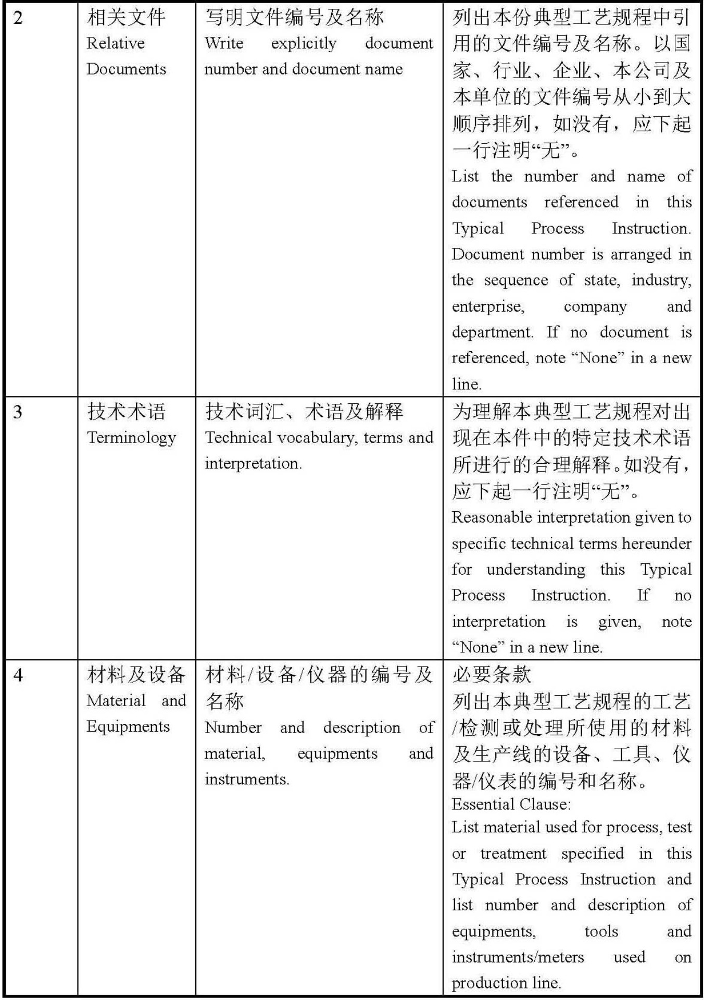 2
相关文件
Relative
Documents
写明文件编号及名称
Write explicitly document
number and document name
列出本份典型工艺规程中引
用的文件编号及名称。以国
家、行业、企业、本公司及
本单位的文件编号从小到大
顺序排列，如没有，应下起
一行注明“无”。
List the number and name of
documents referenced in this
Typical Process Instruction.
Document number is arranged in
the sequence of state, industry,
enterprise, company and
department. If no document is
referenced, note “None” in a new
line.
3
技术术语
Terminology
技术词汇、术语及解释
Technical vocabulary, terms and
interpretation.
为理解本典型工艺规程对出
现在本件中的特定技术术语
所进行的合理解释。如没有，
应下起一行注明“无”。
Reasonable interpretation given to
specific technical terms hereunder
for understanding this Typical
Process Instruction. If no
interpretation is given, note
“None” in a new line.
4
材料及设备
Material and
Equipments
材料/设备/仪器的编号及
名称
Number and description of
material, equipments and
instruments.
必要条款
列出本典型工艺规程的工艺
/检测或处理所使用的材料
及生产线的设备、工具、仪
器/仪表的编号和名称。
Essential Clause:
List material used for process, test
or treatment specified in this
Typical Process Instruction and
list number and description of
equipments, tools and
instruments/meters used on
production line.